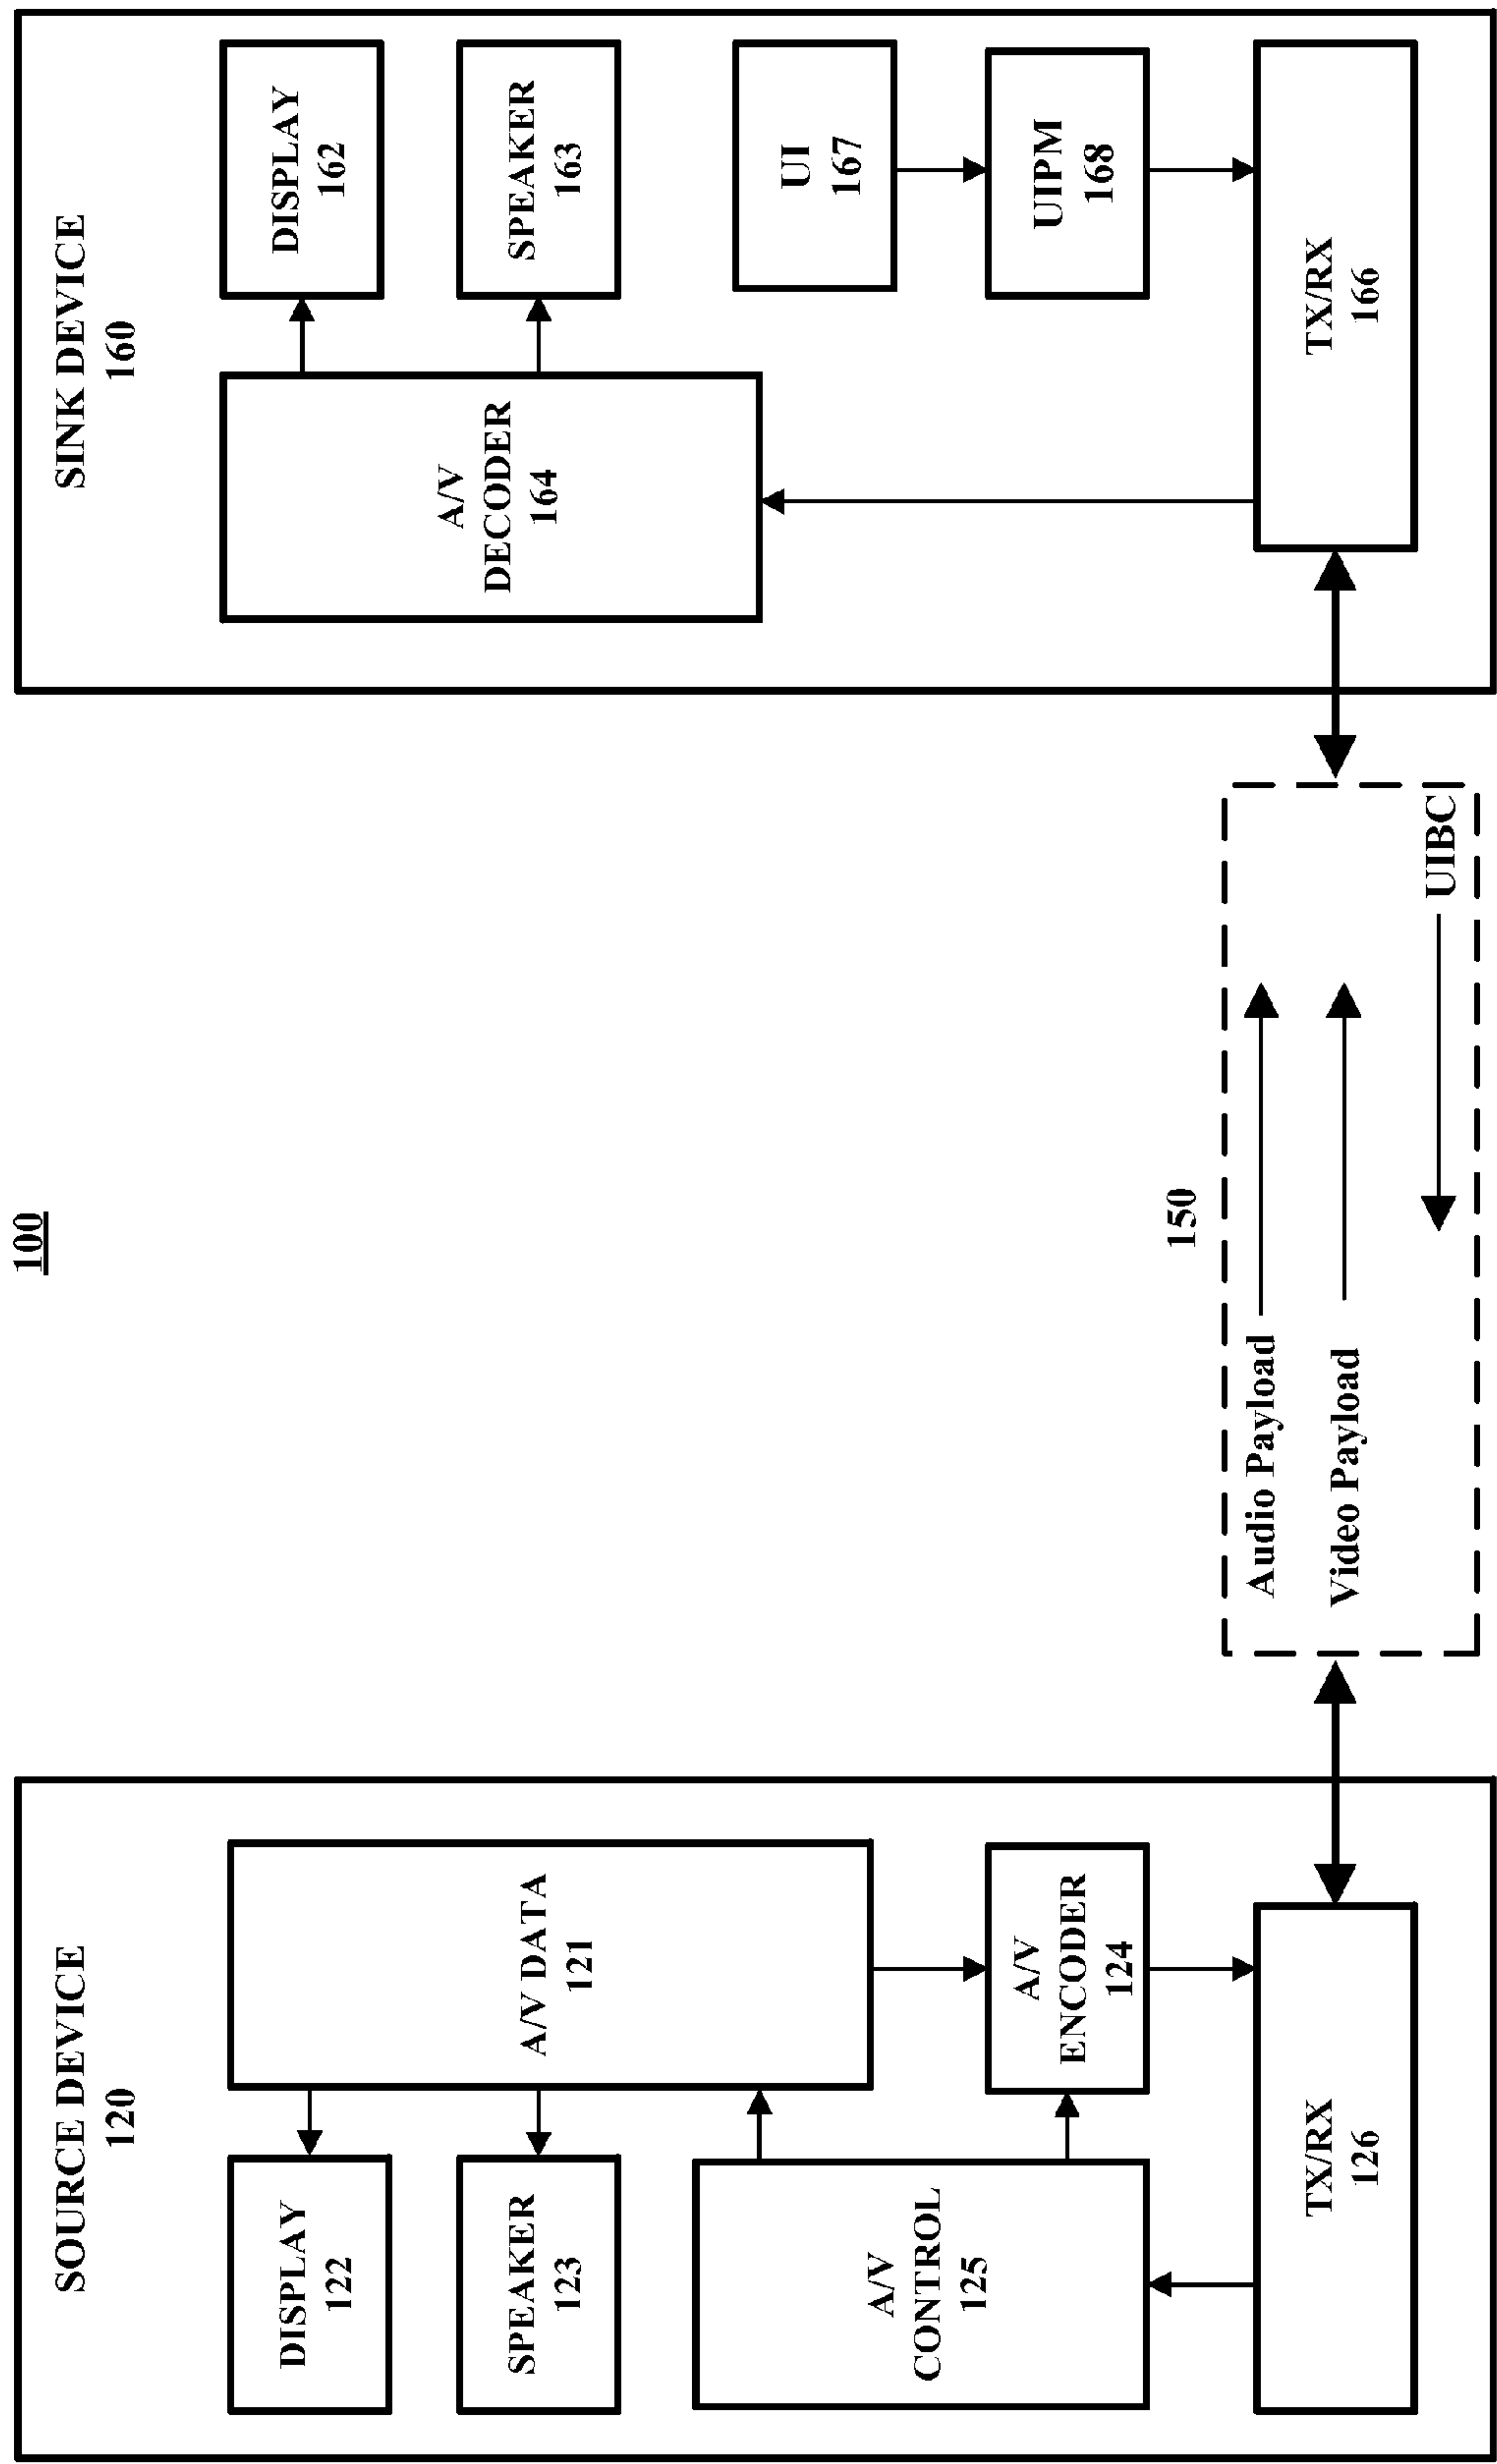 100
SOURCE DEVICE
120
DISPLAY
122
SPEAKER
123
A/V DATA
121
A/V
CONTROL
125
A/V
ENCODER
124
TX/RX
126
150
Audio Payload
Video Payload
UIBC
SINK DEVICE
160
A/V
DECODER
164
DISPLAY
162
SPEAKER
163
UI
167
UIPM
168
TX/RX
166